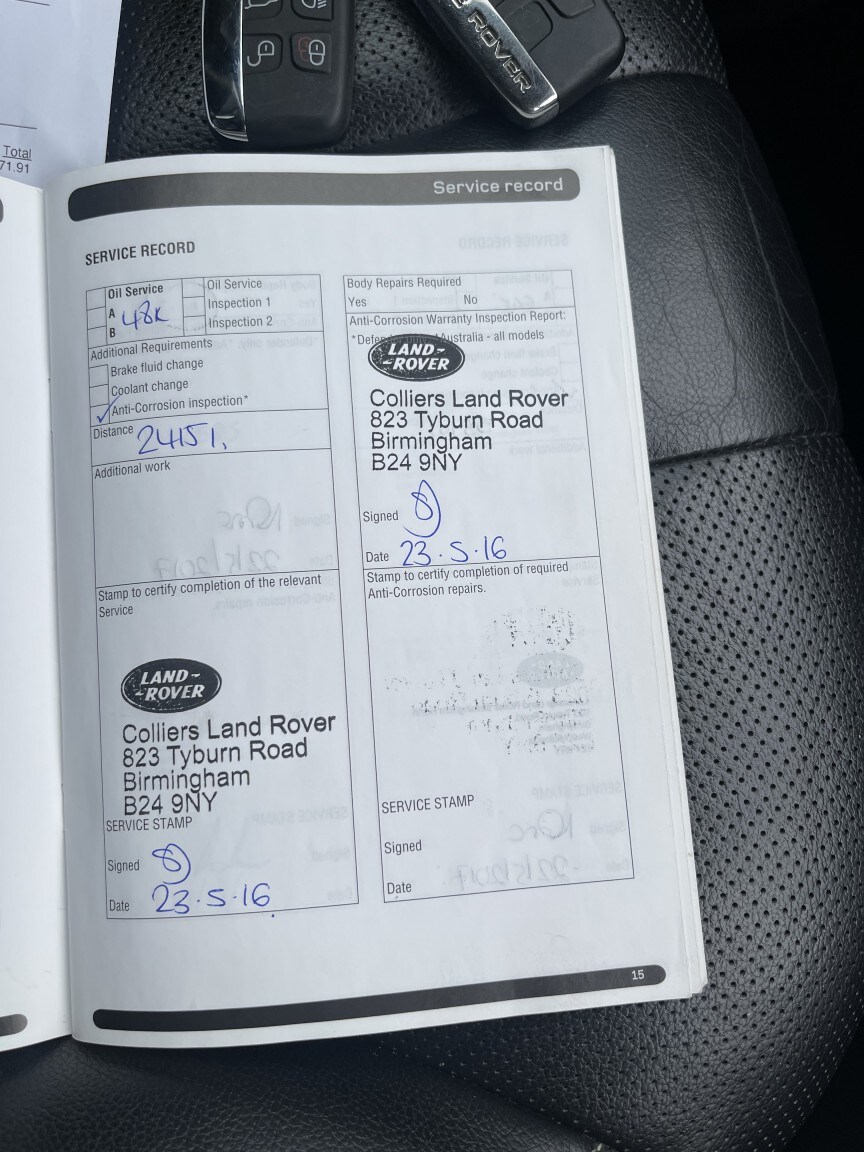 ROVER
Total
71.91
Service record
SERVICE RECORD
Oil Service
A 48K
B
Oil Service
Inspection 1
Inspection 2
Additional Requirements
Brake fluid change
Coolant change
Anti-Corrosion inspection*
Distance 24151.
Additional work
Stamp to certify completion of the relevant
Service
LAND-
-ROVER
Colliers Land Rover
823 Tyburn Road
Birmingham
B24 9NY
SERVICE STAMP
Signed
Date 23.5.16
Body Repairs Required
Yes No
Anti-Corrosion Warranty Inspection Report:
Australia - all models
LAND-
-ROVER
Colliers Land Rover
823 Tyburn Road
Birmingham
B24 9NY
Signed
Date 23.5.16
Stamp to certify completion of required
Anti-Corrosion repairs.
SERVICE STAMP
Signed
Date
15